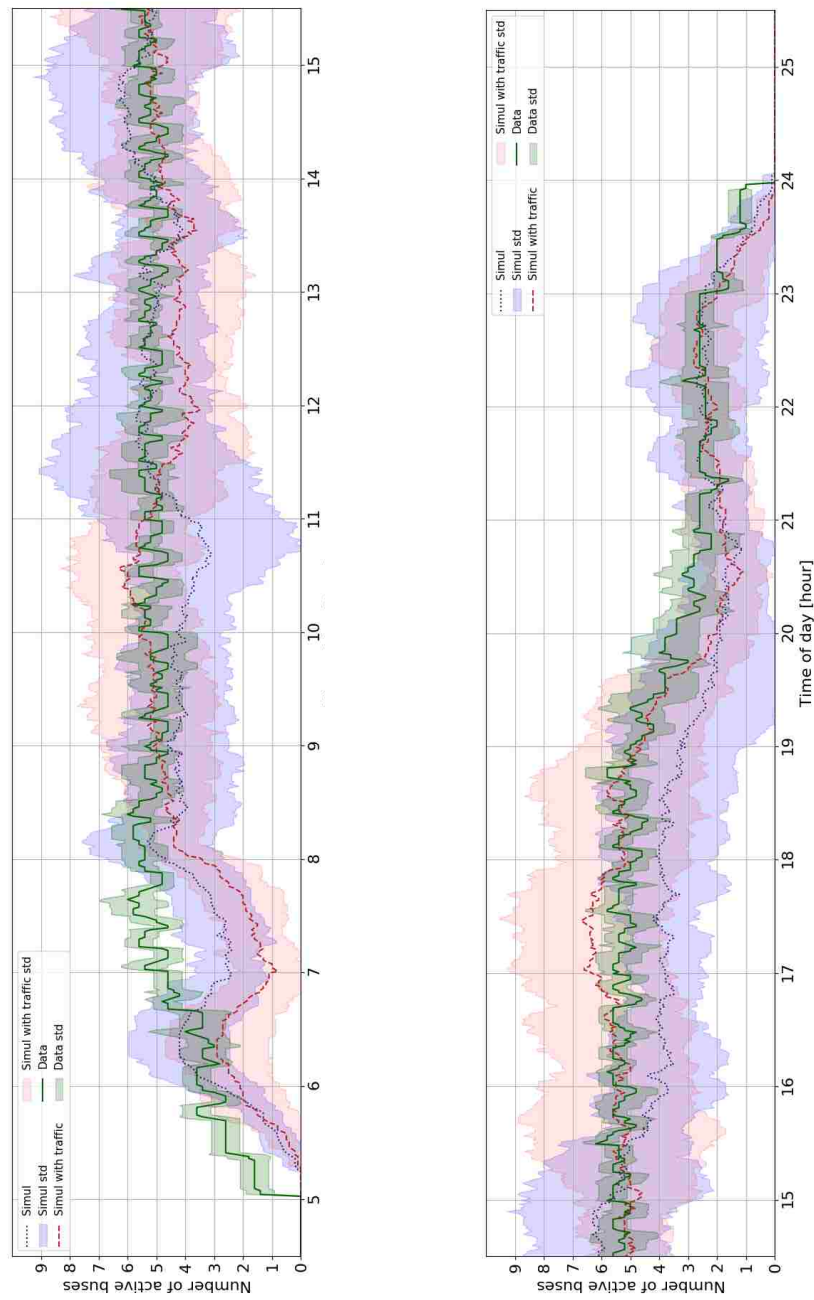 Simul
Simul std
Simul with traffic
Simul with traffic std
Data
Data std
Number of active buses
9
8
7
6
5
4
3
2
1
0
5
6
7
8
9
10
11
12
13
14
15
Simul
Simul std
Simul with traffic
Simul with traffic std
Data
Data std
Number of active buses
9
8
7
6
5
4
3
2
1
0
15
16
17
18
19
20
21
22
23
24
25
Time of day [hour]